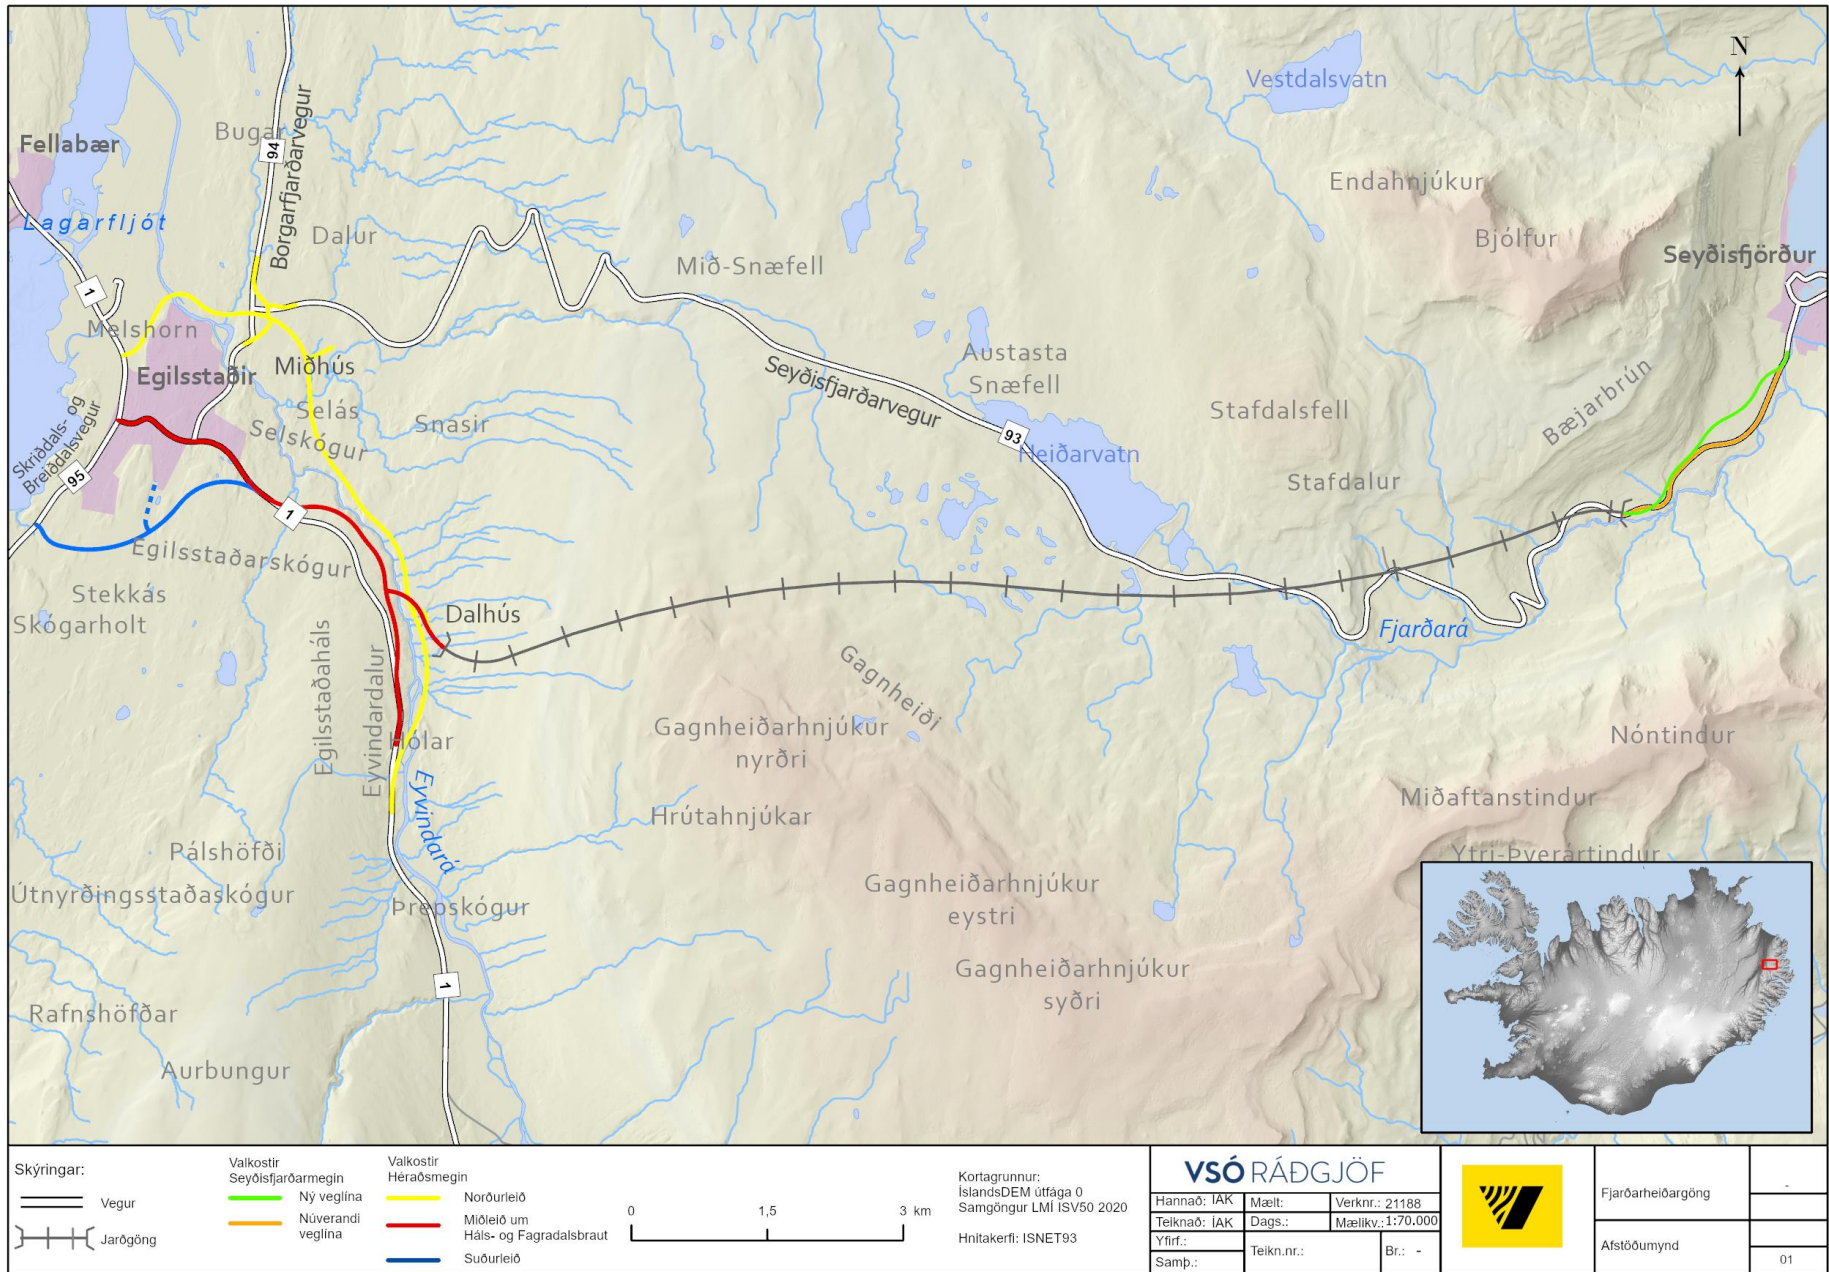 N
Vestdalsvatn
Fellabær
Bugar
94
Borgarfjarðarvegur
Endahnjúkur
Lagarfljót
Dalur
Bjólfur
Seyðisfjörður
Mið-Snæfell
1
Melshorn
Miðhús
Egilsstaðir
Austasta
Snæfell
Seyðisfjarðarvegur
Selás
Snasir
Stafdalsfell
Bæjarbrún
Skriðdals- og
Breiðdalsvegur
Selskógur
93
Heiðarvatn
95
Stafdalur
1
Egilsstaðarskógur
Stekkás
Skógarholt
Dalhús
Fjarðará
Egilsstaðaháls
Eyvindardalur
Gagnheiði
Hólar
Gagnheiðarhnjúkur
nyrðri
Nóntindur
Eyvindará
Miðaftanstindur
Hrútahnjúkar
Pálshöfði
Ytri-Þverártindur
Útnyrðingsstaðaskógur
Gagnheiðarhnjúkur
eystri
Þrepskógur
Gagnheiðarhnjúkur
syðri
1
Rafnshöfðar
Aurbungur
Skýringar:
Vegur
Jarðgöng
Valkostir
Seyðisfjarðarmegin
Ný veglína
Núverandi
veglína
Valkostir
Héraðsmegin
Norðurleið
Miðleið um
Háls- og Fagradalsbraut
Suðurleið
0 1,5 3 km
Kortagrunnur:
ÍslandsDEM útfága 0
Samgöngur LMÍ ISV50 2020
Hnitakerfi: ISNET93
VSÓ RÁÐGJÖF
Hannað: ÍAK Mælt: Verknr.: 21188
Teiknað: ÍAK Dags.: Mælikv.: 1:70.000
Yfirf.: Teikn.nr.: Br.: -
Samþ.:
Fjarðarheiðargöng -
Afstöðumynd
01